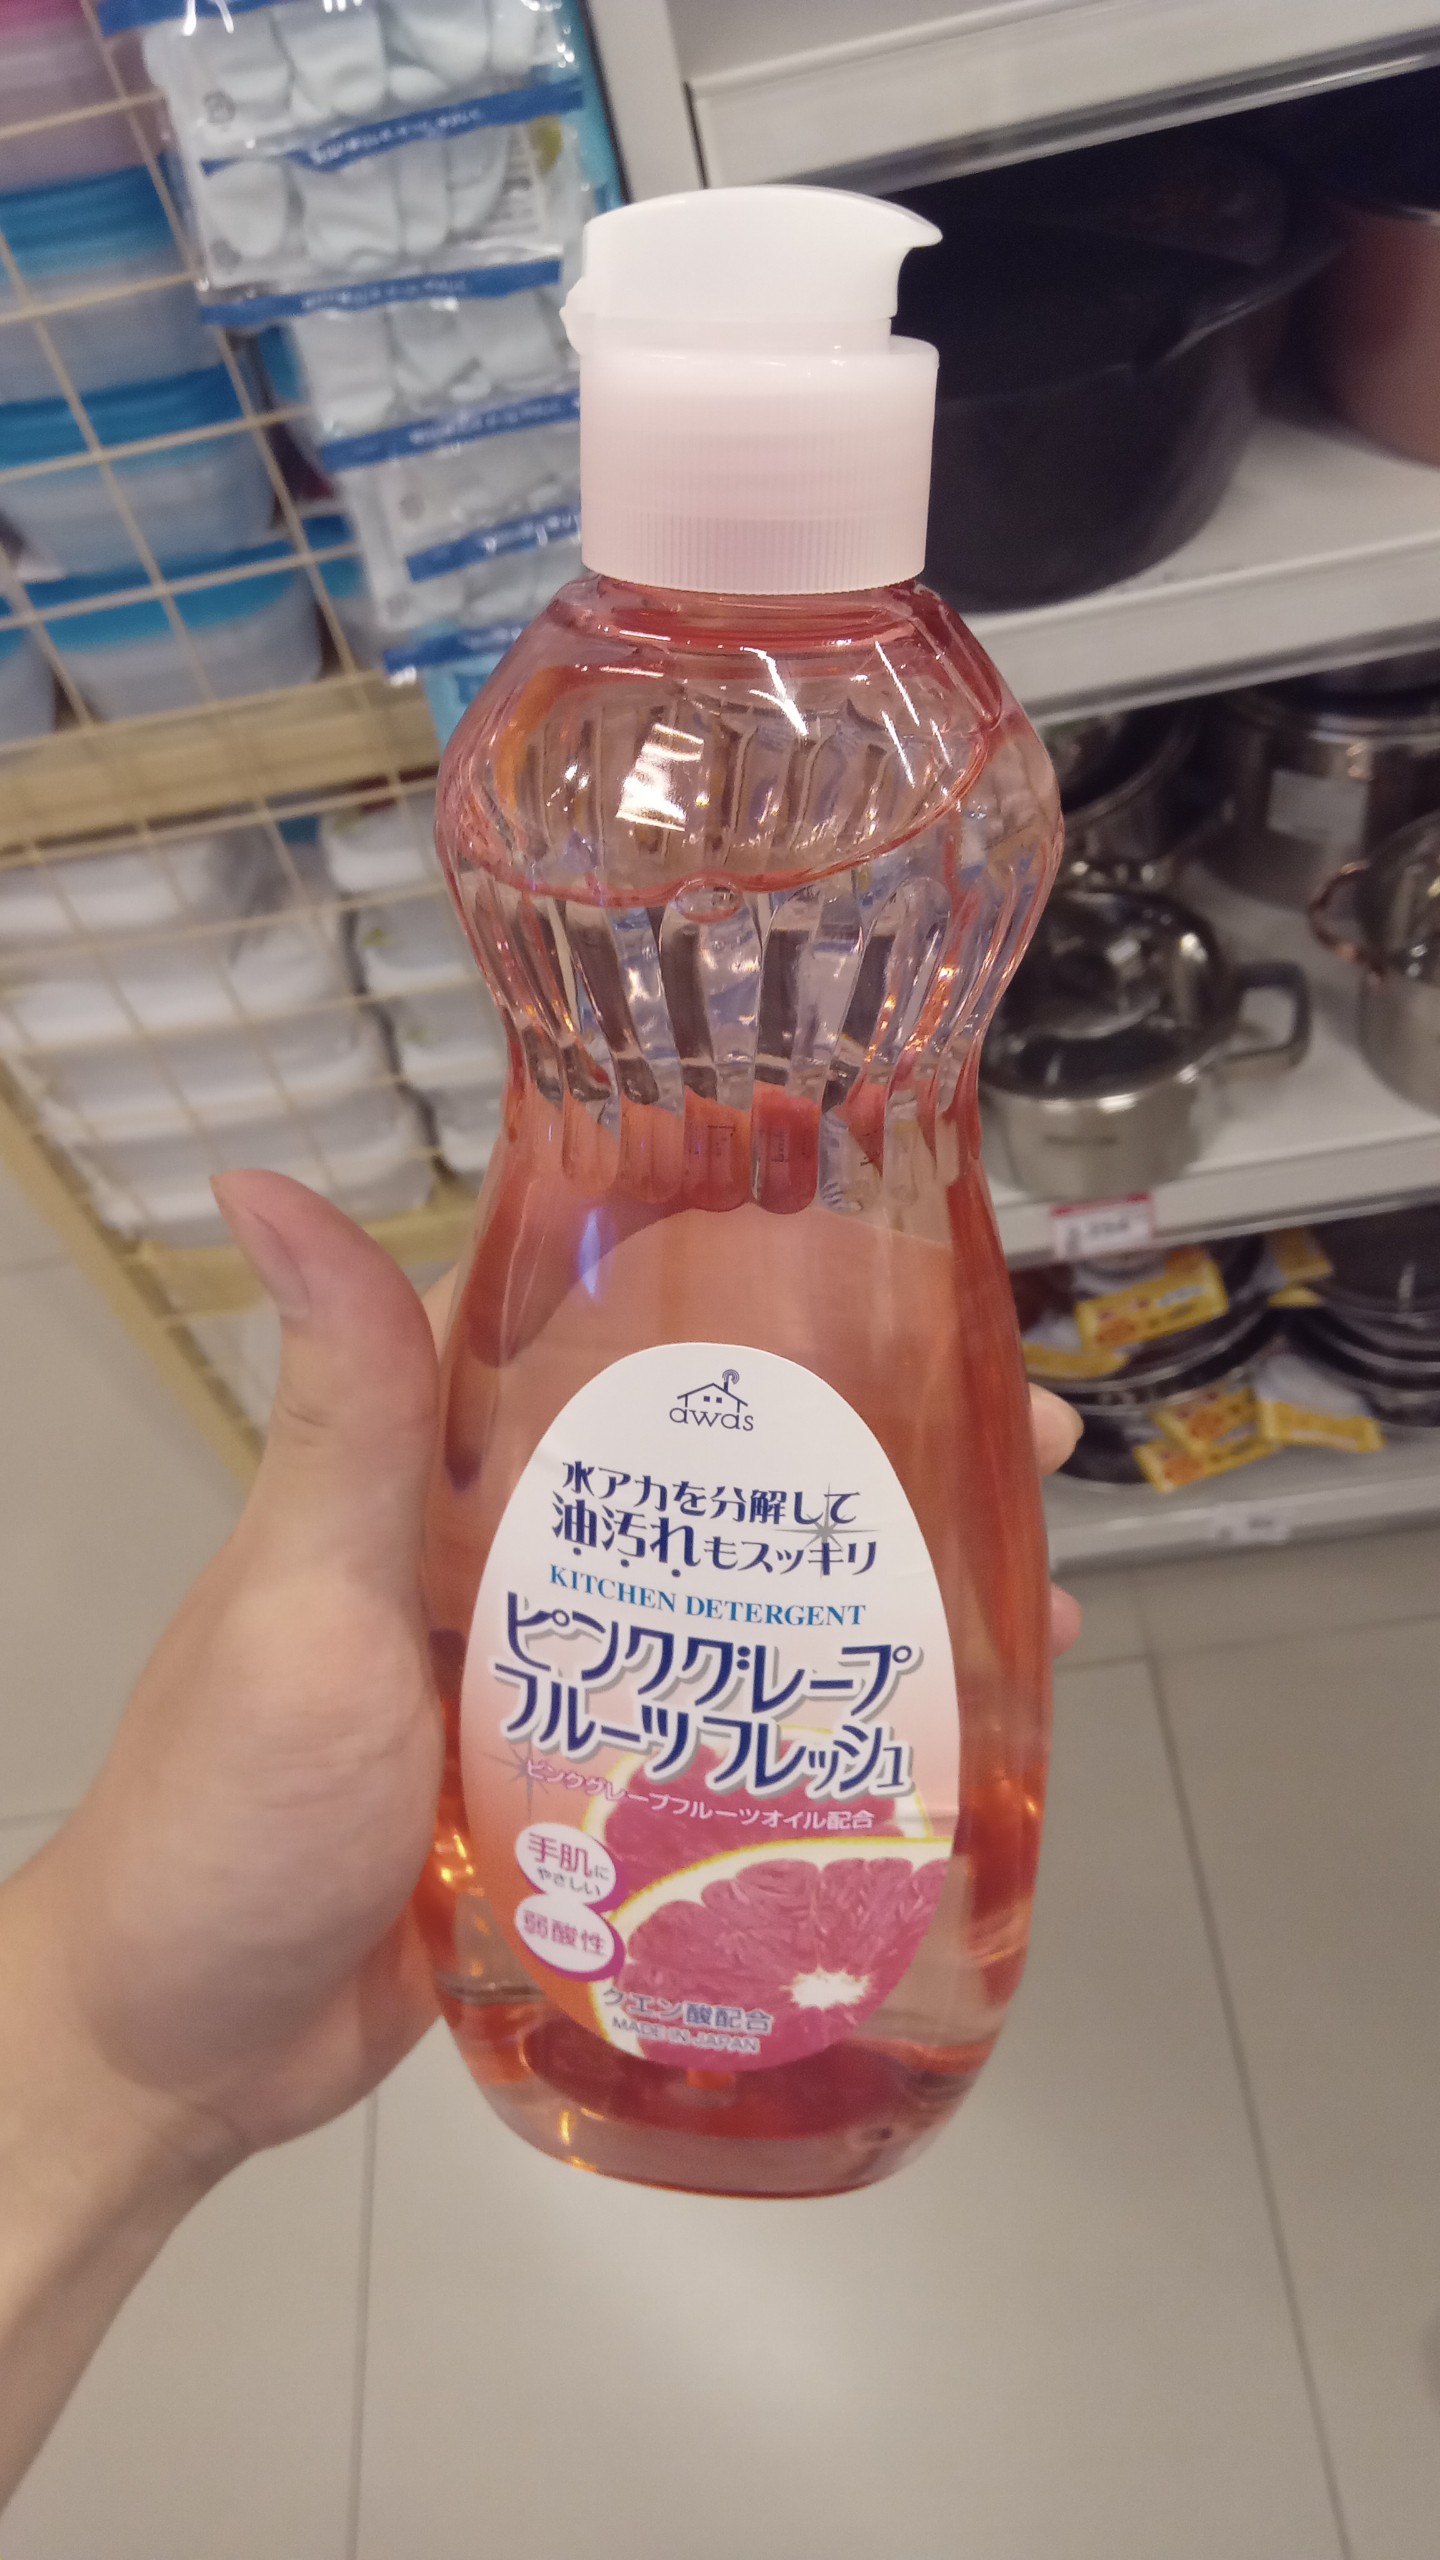 awas
水アカを分解して
油汚れもスッキリ
KITCHEN DETERGENT
ピンクグレープ
フルーツフレッシュ
ピンクグレープフルーツオイル配合
手肌に
やさしい
弱酸性
クエン酸配合
MADE IN JAPAN